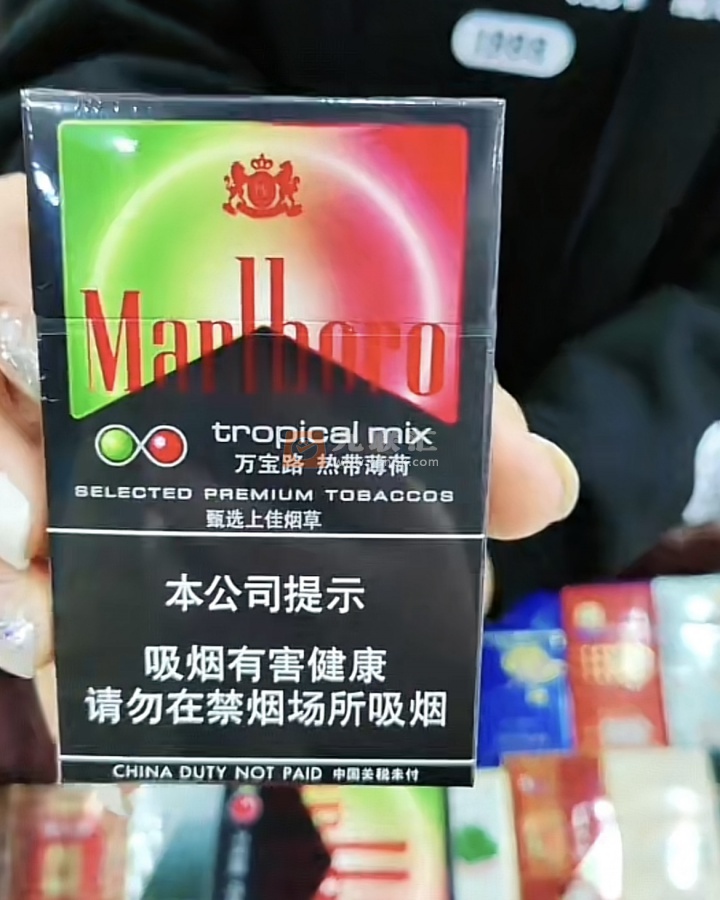 1999
Marlboro
tropical mix
万宝路 热带薄荷
SELECTED PREMIUM TOBACCOS
甄选上佳烟草
本公司提示
吸烟有害健康
请勿在禁烟场所吸烟
CHINA DUTY NOT PAID 中国关税未付